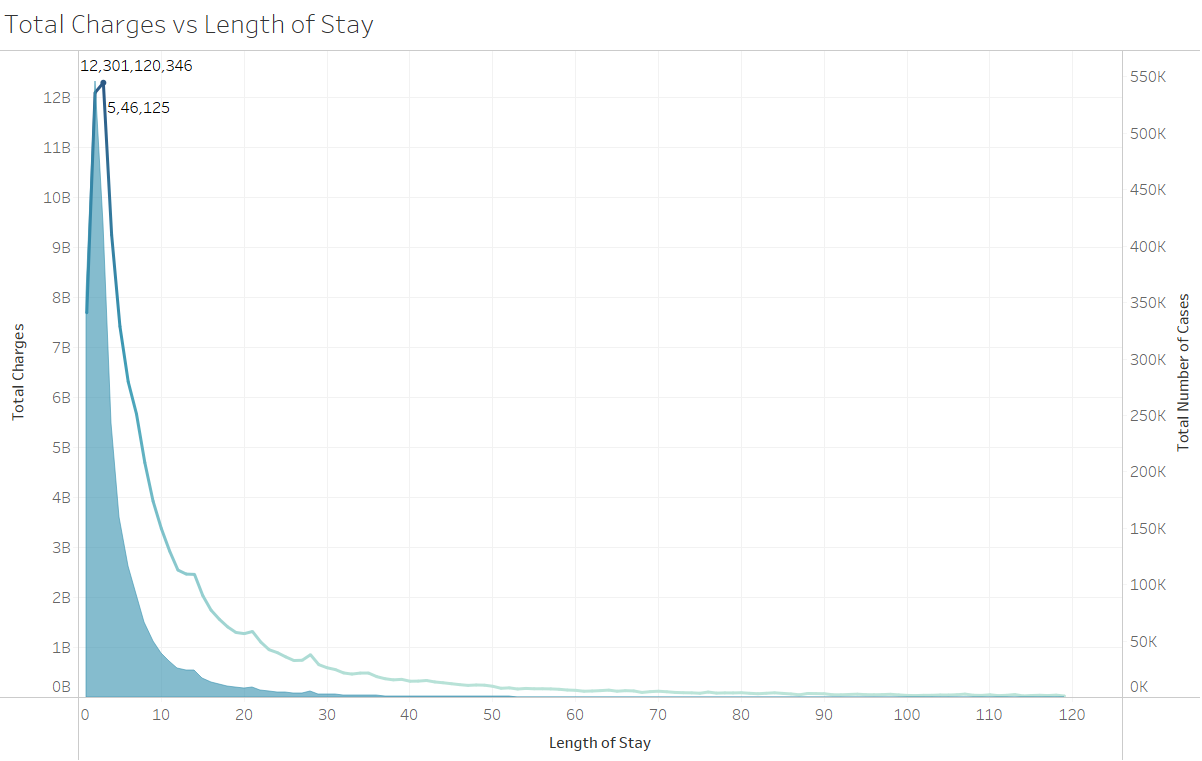 Total Charges vs Length of Stay
12,301,120,346
5,46,125
Total Charges
12B
11B
10B
9B
8B
7B
6B
5B
4B
3B
2B
1B
0B
550K
500K
450K
400K
350K
300K
250K
200K
150K
100K
50K
0K
Total Number of Cases
0 10 20 30 40 50 60 70 80 90 100 110 120
Length of Stay